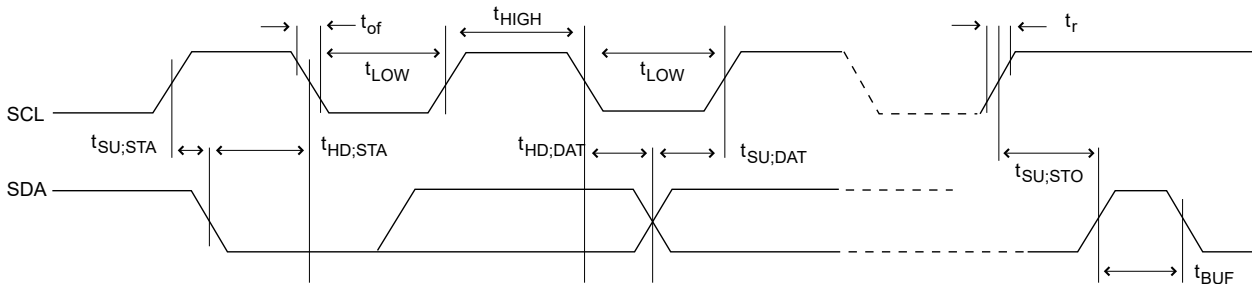 t_of
t_HIGH
t_r
t_LOW
t_LOW
SCL
t_SU;STA
t_HD;STA
t_HD;DAT
t_SU;DAT
t_SU;STO
SDA
t_BUF